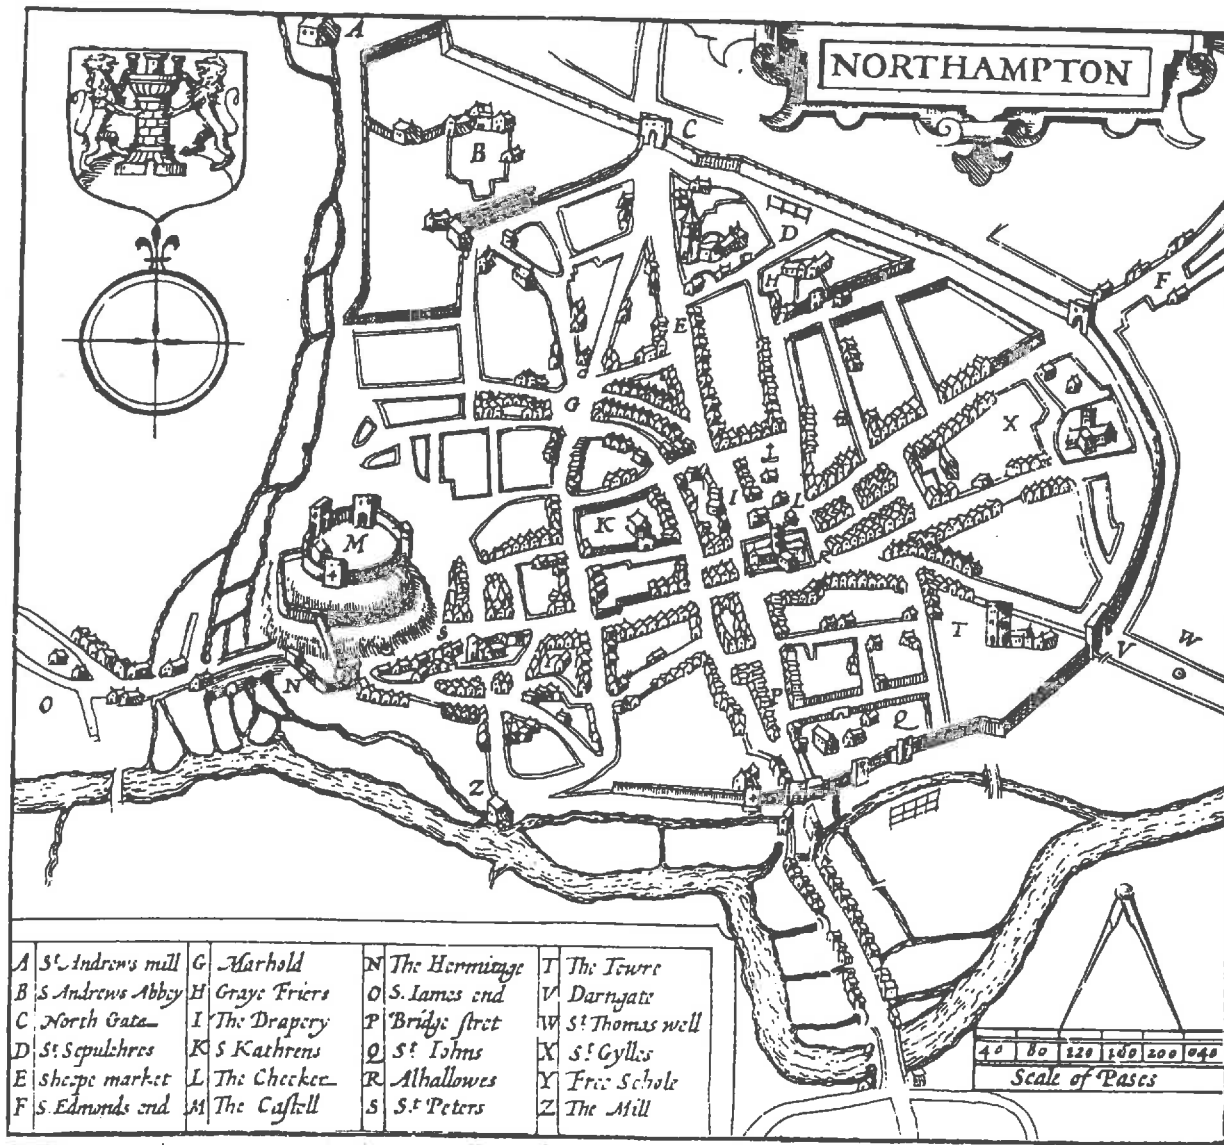 NORTHAMPTON
A
C
B
D
H
F
E
G
X
I
L
K
M
S
T
W
V
N
O
P
Q
Z
A St. Andrews mill
B S Andrews Abbey
C North Gate
D St. Sepulchres
E sheepe market
F S. Edmonds end
G Marhold
H Graye Friers
I The Drapery
K S Kathrens
L The Checker
M The Castell
N The Hermitage
O S. Iames end
P Bridge stret
Q St. Iohns
R Alhallowes
S St. Peters
T The Towre
V Darngate
W St Thomas well
X St Gylles
Y Free Schole
Z The Mill
40 80 120 160 200 040
Scale of Pases